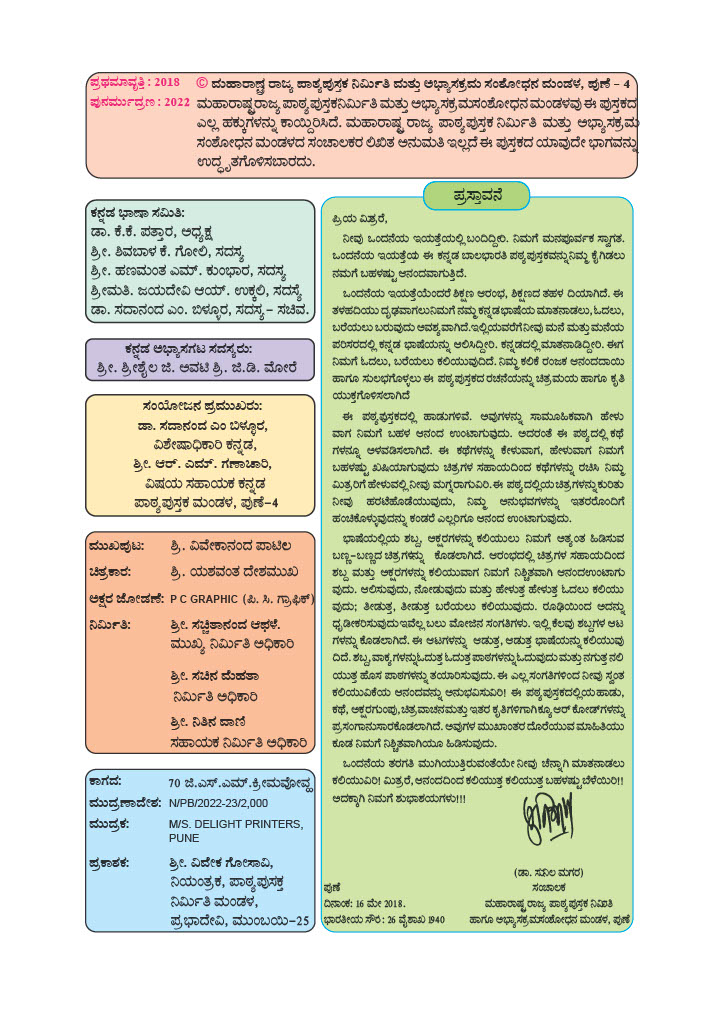 ಪ್ರಥಮಾವೃತ್ತಿ : 2018 © ಮಹಾರಾಷ್ಟ್ರ ರಾಜ್ಯ ಪಾಠ್ಯಪುಸ್ತಕ ನಿರ್ಮಿತಿ ಮತ್ತು ಅಭ್ಯಾಸಕ್ರಮ ಸಂಶೋಧನ ಮಂಡಳ, ಪುಣೆ - 4
ಪುನರ್ಮುದ್ರಣ : 2022 ಮಹಾರಾಷ್ಟ್ರರಾಜ್ಯ ಪಾಠ್ಯಪುಸ್ತಕನಿರ್ಮಿತಿ ಮತ್ತು ಅಭ್ಯಾಸಕ್ರಮಸಂಶೋಧನ ಮಂಡಳವು ಈ ಪುಸ್ತಕದ
ಎಲ್ಲ ಹಕ್ಕುಗಳನ್ನು ಕಾಯ್ದಿರಿಸಿದೆ. ಮಹಾರಾಷ್ಟ್ರ ರಾಜ್ಯ ಪಾಠ್ಯಪುಸ್ತಕ ನಿರ್ಮಿತಿ ಮತ್ತು ಅಭ್ಯಾಸಕ್ರಮ
ಸಂಶೋಧನ ಮಂಡಳದ ಸಂಚಾಲಕರ ಲಿಖಿತ ಅನುಮತಿ ಇಲ್ಲದೆ ಈ ಪುಸ್ತಕದ ಯಾವುದೇ ಭಾಗವನ್ನು
ಉದ್ಧೃತಗೊಳಿಸಬಾರದು.
ಕನ್ನಡ ಭಾಷಾ ಸಮಿತಿ:
ಡಾ. ಕೆ.ಕೆ. ಪತ್ತಾರ, ಅಧ್ಯಕ್ಷ
ಶ್ರೀ. ಶಿವಬಾಳ ಕೆ. ಗೋಲಿ, ಸದಸ್ಯ
ಶ್ರೀ. ಹಣಮಂತ ಎಮ್. ಕುಂಭಾರ, ಸದಸ್ಯ
ಶ್ರೀಮತಿ. ಜಯದೇವಿ ಆಯ್. ಉಕ್ಕಲಿ, ಸದಸ್ಯೆ
ಡಾ. ಸದಾನಂದ ಎಂ. ಬಿಳ್ಳೂರ, ಸದಸ್ಯ - ಸಚಿವ.
ಕನ್ನಡ ಅಭ್ಯಾಸಗಟ ಸದಸ್ಯರು:
ಶ್ರೀ. ಶ್ರೀಶೈಲ ಜಿ. ಅವಟಿ ಶ್ರಿ. ಜಿ.ಡಿ. ಮೋರೆ
ಸಂಯೋಜನ ಪ್ರಮುಖರು:
ಡಾ. ಸದಾನಂದ ಎಂ ಬಿಳ್ಳೂರ,
ವಿಶೇಷಾಧಿಕಾರಿ ಕನ್ನಡ,
ಶ್ರೀ. ಆರ್. ಎಮ್. ಗಣಾಚಾರಿ,
ವಿಷಯ ಸಹಾಯಕ ಕನ್ನಡ
ಪಾಠ್ಯಪುಸ್ತಕ ಮಂಡಳ, ಪುಣೆ-4
ಮುಖಪುಟ: ಶ್ರಿ. ವಿವೇಕಾನಂದ ಪಾಟೀಲ
ಚಿತ್ರಕಾರ: ಶ್ರಿ. ಯಶವಂತ ದೇಶಮುಖ
ಅಕ್ಷರ ಜೋಡಣೆ: P C GRAPHIC (ಪಿ. ಸಿ. ಗ್ರಾಫಿಕ್)
ನಿರ್ಮಿತಿ: ಶ್ರೀ. ಸಚ್ಚಿತಾನಂದ ಆಫಳೆ.
ಮುಖ್ಯ ನಿರ್ಮಿತಿ ಅಧಿಕಾರಿ
ಶ್ರೀ. ಸಚಿನ ಮೆಹತಾ
ನಿರ್ಮಿತಿ ಅಧಿಕಾರಿ
ಶ್ರೀ. ನಿತಿನ ವಾಣಿ
ಸಹಾಯಕ ನಿರ್ಮಿತಿ ಅಧಿಕಾರಿ
ಕಾಗದ: 70 ಜಿ.ಎಸ್.ಎಮ್.ಕ್ರೀಮವೋವ್ಹ
ಮುದ್ರಣಾದೇಶ: N/PB/2022-23/2,000
ಮುದ್ರಕ: M/S. DELIGHT PRINTERS,
PUNE
ಪ್ರಕಾಶಕ: ಶ್ರೀ. ವಿವೇಕ ಗೋಸಾವಿ,
ನಿಯಂತ್ರಕ, ಪಾಠ್ಯಪುಸಕ್ತ
ನಿರ್ಮಿತಿ ಮಂಡಳ,
ಪ್ರಭಾದೇವಿ, ಮುಂಬಯಿ-25
ಪ್ರಸ್ತಾವನೆ
ಪ್ರಿಯ ಮಿತ್ರರೆ,
ನೀವು ಒಂದನೆಯ ಇಯತ್ತೆಯಲ್ಲಿ ಬಂದಿದ್ದೀರಿ. ನಿಮಗೆ ಮನಪೂರ್ವಕ ಸ್ವಾಗತ.
ಒಂದನೆಯ ಇಯತ್ತೆಯ ಈ ಕನ್ನಡ ಬಾಲಭಾರತಿ ಪಠ್ಯಪುಸ್ತಕವನ್ನುನಿಮ್ಮ ಕೈಗಿಡಲು
ನಮಗೆ ಬಹಳಷ್ಟು ಆನಂದವಾಗುತ್ತಿದೆ.
ಒಂದನೆಯ ಇಯತ್ತೆಯೆಂದರೆ ಶಿಕ್ಷಣ ಆರಂಭ, ಶಿಕ್ಷಣದ ತಹಳ ದಿಯಾಗಿದೆ. ಈ
ತಳಹದಿಯು ದೃಢವಾಗಲುನಿಮಗೆ ನಮ್ಮ ಕನ್ನಡಭಾಷೆಯ ಮಾತನಾಡಲು, ಓದಲು,
ಬರೆಯಲು ಬರುವುದು ಅವಶ್ಯವಾಗಿದೆ.ಇಲ್ಲಿಯವರೆಗೆನೀವು ಮನೆ ಮತ್ತು ಮನೆಯ
ಪರಿಸರದಲ್ಲಿ ಕನ್ನಡ ಭಾಷೆಯನ್ನು ಆಲಿಸಿದ್ದೀರಿ. ಕನ್ನಡದಲ್ಲಿ ಮಾತನಾಡಿದ್ದೀರಿ. ಈಗ
ನಿಮಗೆ ಓದಲು, ಬರೆಯಲು ಕಲಿಯುವುದಿದೆ. ನಿಮ್ಮ ಕಲಿಕೆ ರಂಜಕ ಆನಂದದಾಯಿ
ಹಾಗೂ ಸುಲಭಗೊಳ್ಳಲು ಈ ಪಠ್ಯಪುಸ್ತಕದ ರಚನೆಯನ್ನು ಚಿತ್ರಮಯ ಹಾಗೂ ಕೃತಿ
ಯುಕ್ತಗೊಳಿಸಲಾಗಿದೆ
ಈ ಪಠ್ಯಪುಸ್ತಕದಲ್ಲಿ ಹಾಡುಗಳಿವೆ. ಅವುಗಳನ್ನು ಸಾಮೂಹಿಕವಾಗಿ ಹೇಳು
ವಾಗ ನಿಮಗೆ ಬಹಳ ಆನಂದ ಉಂಟಾಗುವುದು. ಅದರಂತೆ ಈ ಪಠ್ಯದಲ್ಲಿ ಕಥೆ
ಗಳನ್ನೂ ಅಳವಡಿಸಲಾಗಿದೆ. ಈ ಕಥೆಗಳನ್ನು ಕೇಳುವಾಗ, ಹೇಳುವಾಗ ನಿಮಗೆ
ಬಹಳಷ್ಟು ಖಷಿಯಾಗುವುದು ಚಿತ್ರಗಳ ಸಹಾಯದಿಂದ ಕಥೆಗಳನ್ನು ರಚಿಸಿ ನಿಮ್ಮ
ಮಿತ್ರರಿಗೆ ಹೇಳುವಲ್ಲಿ ನೀವು ಮಗ್ನರಾಗುವಿರಿ. ಈ ಪಠ್ಯದಲ್ಲಿಯ ಚಿತ್ರಗಳನ್ನು ಕುರಿತು
ನೀವು ಹರಟೆಹೊಡೆಯುವುದು, ನಿಮ್ಮ ಅನುಭವಗಳನ್ನು ಇತರರೊಂದಿಗೆ
ಹಂಚಿಕೊಳ್ಳುವುದನ್ನು ಕಂಡರೆ ಎಲ್ಲರಿಗೂ ಆನಂದ ಉಂಟಾಗುವುದು.
ಭಾಷೆಯಲ್ಲಿಯ ಶಬ್ದ, ಅಕ್ಷರಗಳನ್ನು ಕಲಿಯುಲು ನಿಮಗೆ ಅತ್ಯಂತ ಹಿಡಿಸುವ
ಬಣ್ಣ-ಬಣ್ಣದ ಚಿತ್ರಗಳನ್ನು ಕೊಡಲಾಗಿದೆ. ಆರಂಭದಲ್ಲಿ ಚಿತ್ರಗಳ ಸಹಾಯದಿಂದ
ಶಬ್ದ ಮತ್ತು ಅಕ್ಷರಗಳನ್ನು ಕಲಿಯುವಾಗ ನಿಮಗೆ ನಿಶ್ಚಿತವಾಗಿ ಆನಂದಉಂಟಾಗು
ವುದು. ಆಲಿಸುವುದು, ನೋಡುವುದು ಮತ್ತು ಹೇಳುತ್ತ ಹೇಳುತ್ತ ಓದಲು ಕಲಿಯು
ವುದು; ತೀಡುತ್ತ, ತೀಡುತ್ತ ಬರೆಯಲು ಕಲಿಯುವುದು. ರೂಢಿಯಿಂದ ಅದನ್ನು
ಧೃಡೀಕರಿಸುವುದು ಇವೆಲ್ಲ ಬಲು ಮೋಜಿನ ಸಂಗತಿಗಳು. ಇಲ್ಲಿ ಕೆಲವು ಶಬ್ದಗಳ ಆಟ
ಗಳನ್ನು ಕೊಡಲಾಗಿದೆ. ಈ ಆಟಗಳನ್ನು ಆಡುತ್ತ, ಆಡುತ್ತ ಭಾಷೆಯನ್ನು ಕಲಿಯುವು
ದಿದೆ. ಶಬ್ದ,ವಾಕ್ಯಗಳನ್ನು ಓದುತ್ತ ಓದುತ್ತ ಪಾಠಗಳನ್ನು ಓದುವುದು ಮತ್ತು ನಗುತ್ತ ನಲಿ
ಯುತ್ತ ಹೊಸ ಪಾಠಗಳನ್ನು ತಯಾರಿಸುವುದು. ಈ ಎಲ್ಲ ಸಂಗತಿಗಳಿಂದ ನೀವು ಸ್ವಂತ
ಕಲಿಯುವಿಕೆಯ ಆನಂದವನ್ನು ಅನುಭವಿಸುವಿರಿ! ಈ ಪಠ್ಯಪುಸ್ತಕದಲ್ಲಿಯ ಹಾಡು,
ಕಥೆ, ಅಕ್ಷರಗುಂಪು,ಚಿತ್ರವಾಚನಮತ್ತು ಇತರ ಕೃತಿಗಳಿಗಾಗಿ ಕ್ಯೂ ಆರ್ ಕೋಡ್‌ಗಳನ್ನು
ಪ್ರಸಂಗಾನುಸಾರಕೊಡಲಾಗಿದೆ. ಅವುಗಳ ಮುಖಾಂತರ ದೊರೆಯುವ ಮಾಹಿತಿಯು
ಕೂಡ ನಿಮಗೆ ನಿಶ್ಚಿತವಾಗಿಯೂ ಹಿಡಿಸುವುದು.
ಒಂದನೆಯ ತರಗತಿ ಮುಗಿಯುತ್ತಿರುವಂತೆಯೇ ನೀವು ಚೆನ್ನಾಗಿ ಮಾತನಾಡಲು
ಕಲಿಯುವಿರಿ! ಮಿತ್ರರೆ, ಆನಂದದಿಂದ ಕಲಿಯುತ್ತ ಕಲಿಯುತ್ತ ಬಹಳಷ್ಟು ಬೆಳೆಯಿರಿ!!
ಅದಕ್ಕಾಗಿ ನಿಮಗೆ ಶುಭಾಶಯಗಳು!!!
(ಡಾ. ಸುನಿಲ ಮಗರ)
ಪುಣೆ ಸಂಚಾಲಕ
ದಿನಾಂಕ: 16 ಮೇ 2018. ಮಹಾರಾಷ್ಟ್ರ ರಾಜ್ಯ ಪಾಠ್ಯಪುಸ್ತಕ ನಿರ್ಮಿತಿ
ಭಾರತೀಯ ಸೌರ : 26 ವೈಶಾಖ 1940 ಹಾಗೂ ಅಭ್ಯಾಸಕ್ರಮಸಂಶೋಧನ ಮಂಡಳ, ಪುಣೆ